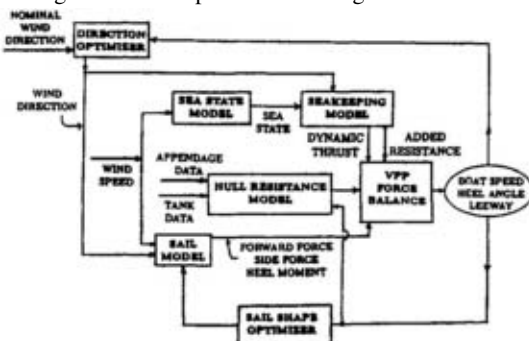 NOMINAL
WIND
DIRECTION
DIRECTION
OPTIMISER
WIND
DIRECTION
SEA STATE
MODEL
SEA
STATE
SEAKEEPING
MODEL
DYNAMIC
THRUST
ADDED
RESISTANCE
WIND
SPEED
APPENDAGE
DATA
TANK
DATA
HULL RESISTANCE
MODEL
VPP
FORCE
BALANCE
BOAT SPEED
HEEL ANGLE
LEEWAY
SAIL
MODEL
FORWARD FORCE
SIDE FORCE
HEEL MOMENT
SAIL SHAPE
OPTIMISER